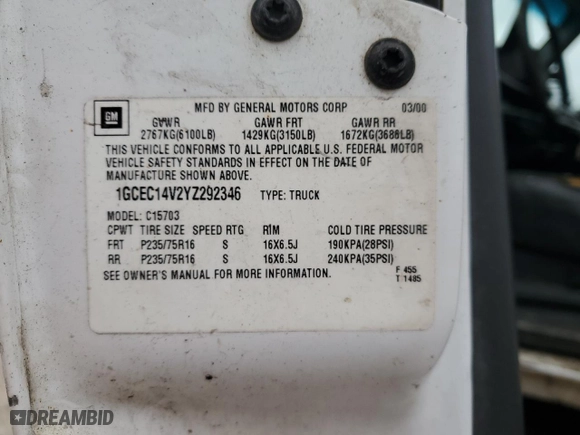 GM
MFD BY GENERAL MOTORS CORP 03/00
GVWR GAWR FRT GAWR RR
2767KG(6100LB) 1429KG(3150LB) 1672KG(3686LB)
THIS VEHICLE CONFORMS TO ALL APPLICABLE U.S. FEDERAL MOTOR
VEHICLE SAFETY STANDARDS IN EFFECT ON THE DATE OF
MANUFACTURE SHOWN ABOVE.
1GCEC14V2YZ292346 TYPE: TRUCK
MODEL: C15703
CPWT TIRE SIZE SPEED RTG RIM COLD TIRE PRESSURE
FRT P235/75R16 S 16X6.5J 190KPA(28PSI)
RR P235/75R16 S 16X6.5J 240KPA(35PSI)
SEE OWNER'S MANUAL FOR MORE INFORMATION.
F 455
T 1485
DREAMBID